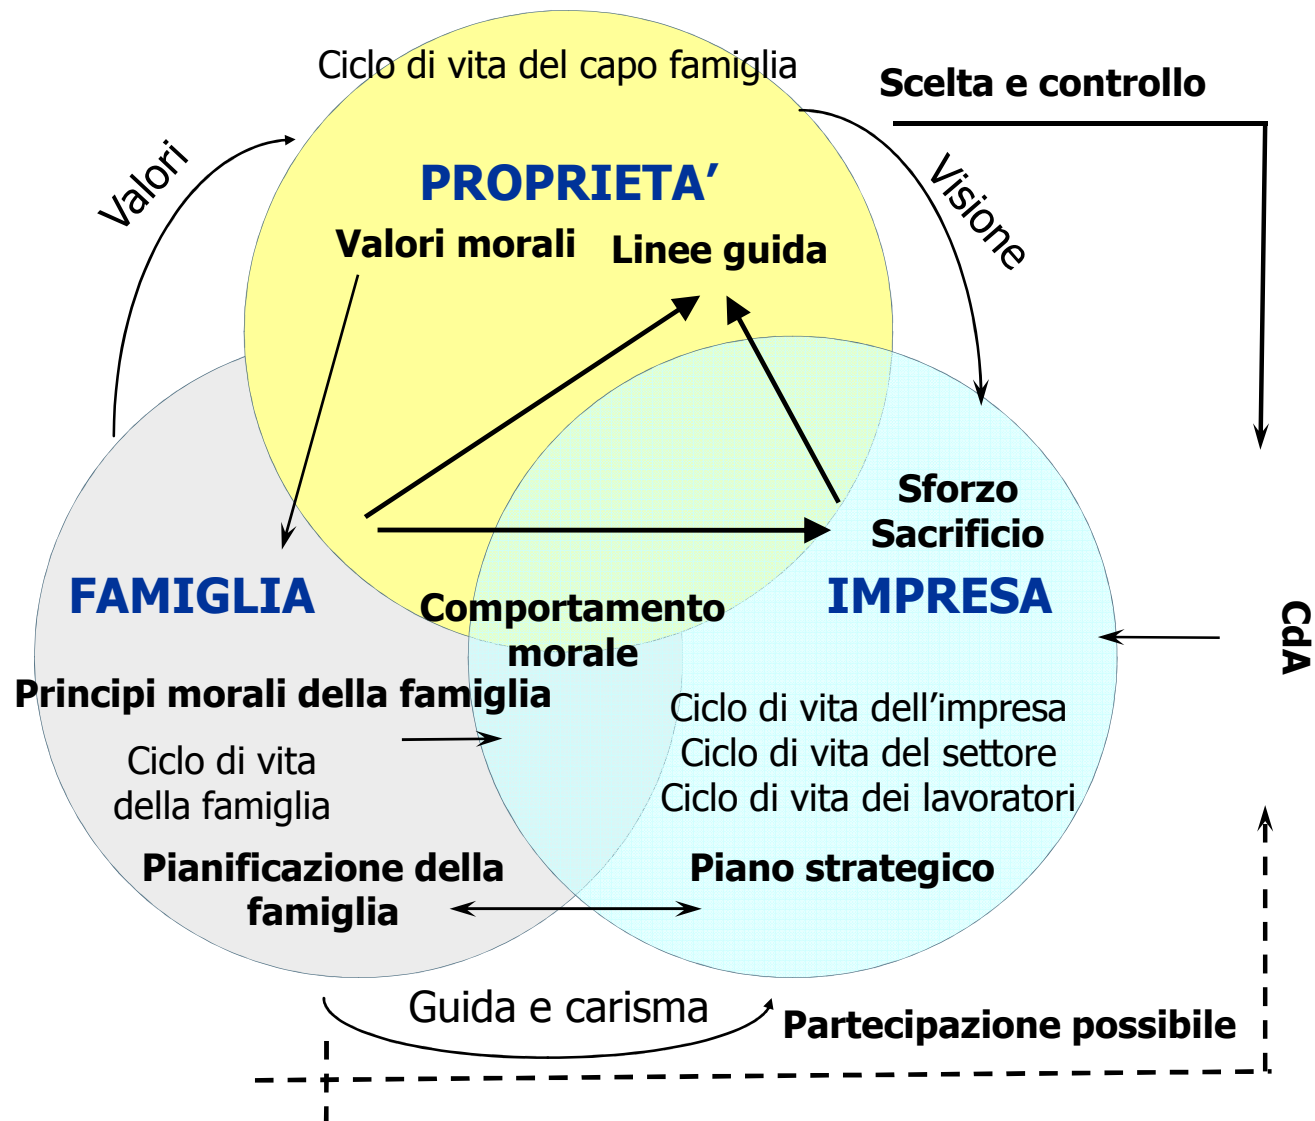 Ciclo di vita del capo famiglia
Scelta e controllo
Valori
PROPRIETA’
Visione
Valori morali
Linee guida
Sforzo
Sacrificio
FAMIGLIA
IMPRESA
Comportamento
morale
CdA
Principi morali della famiglia
Ciclo di vita
della famiglia
Ciclo di vita dell’impresa
Ciclo di vita del settore
Ciclo di vita dei lavoratori
Pianificazione della
famiglia
Piano strategico
Guida e carisma
Partecipazione possibile